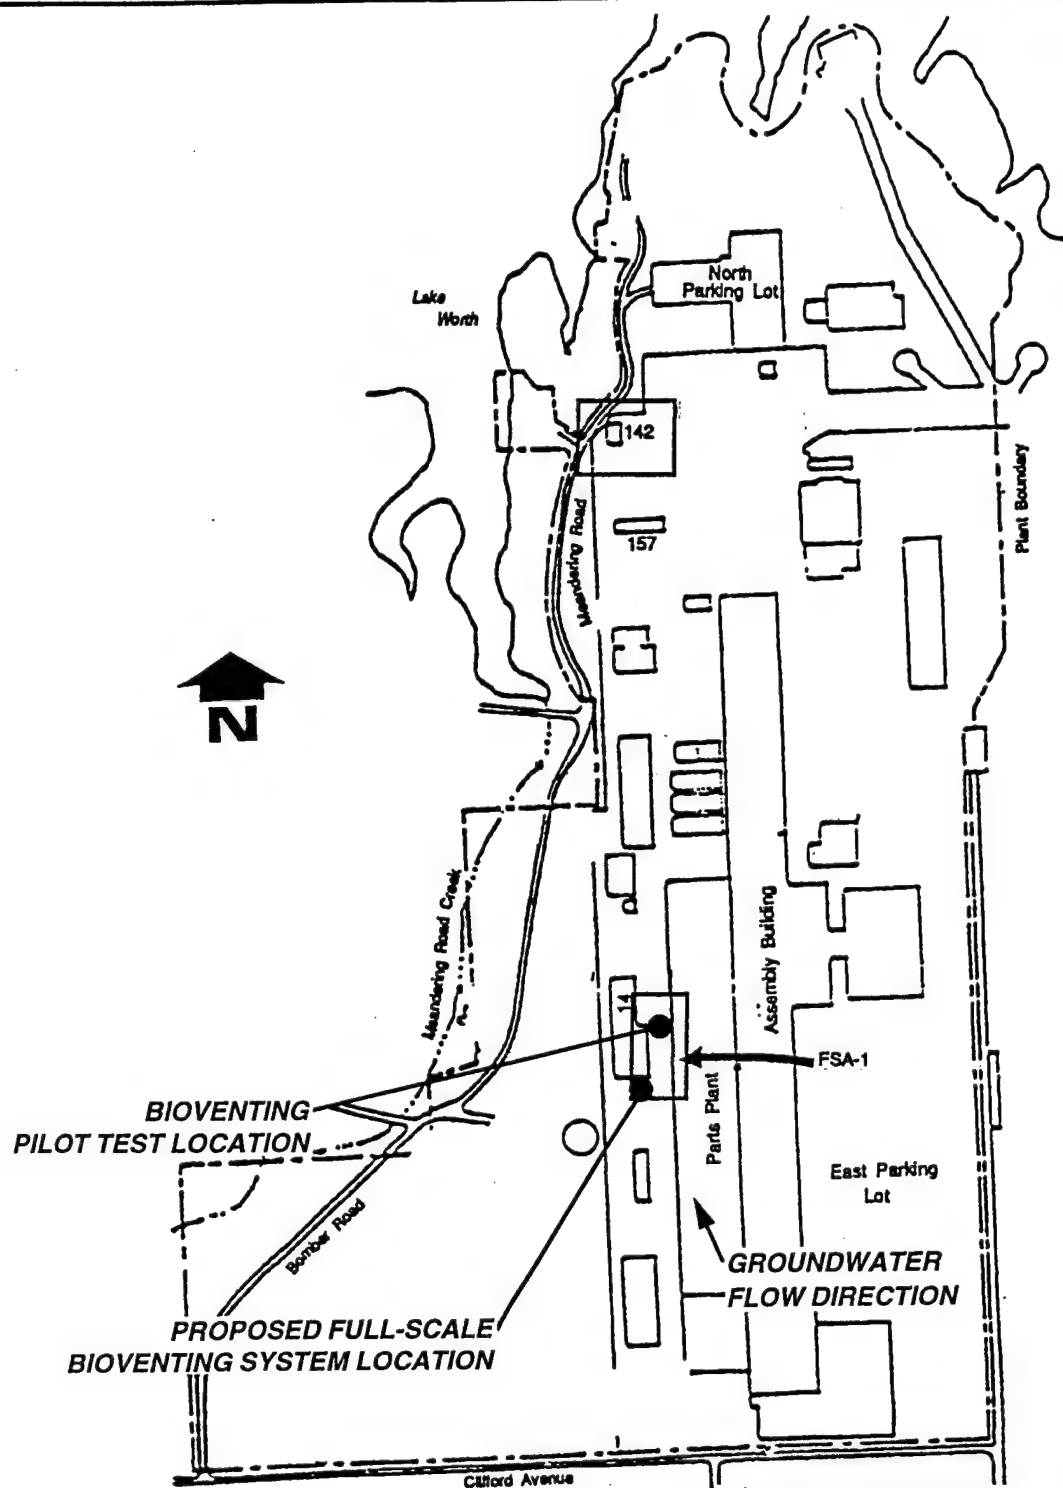 North
Parking Lot
Lake
Worth
142
Plant Boundary
157
Meandering Road
N
Meandering Road Creek
Assembly Building
14
FSA-1
BIOVENTING
PILOT TEST LOCATION
Parts Plant
East Parking
Lot
Bomber Road
GROUNDWATER
FLOW DIRECTION
PROPOSED FULL-SCALE
BIOVENTING SYSTEM LOCATION
Clifford Avenue